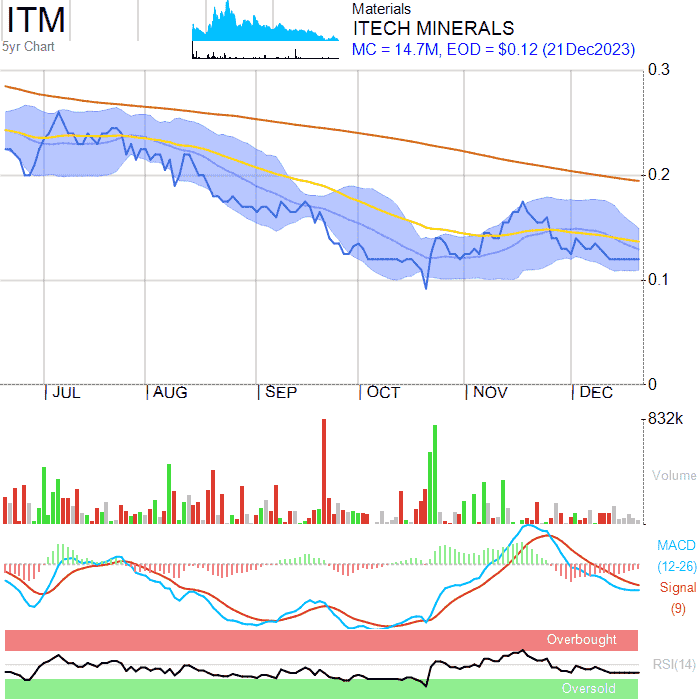 ITM
5yr Chart
Materials
ITECH MINERALS
MC = 14.7M, EOD = $0.12 (21Dec2023)
0.3
0.2
0.1
0
JUL AUG SEP OCT NOV DEC
832k
Volume
MACD
(12-26)
Signal
(9)
Overbought
RSI(14)
Oversold